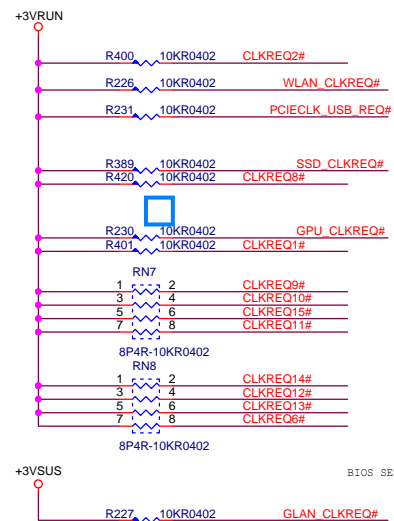 +3VRUN
R400 10KR0402 CLKREQ2#
R226 10KR0402 WLAN_CLKREQ#
R231 10KR0402 PCIECLK_USB_REQ#
R389 10KR0402 SSD_CLKREQ#
R420 10KR0402 CLKREQ8#
R230 10KR0402 GPU_CLKREQ#
R401 10KR0402 CLKREQ1#
RN7
1 2 CLKREQ9#
3 4 CLKREQ10#
5 6 CLKREQ15#
7 8 CLKREQ11#
8P4R-10KR0402
RN8
1 2 CLKREQ14#
3 4 CLKREQ12#
5 6 CLKREQ13#
7 8 CLKREQ6#
8P4R-10KR0402
+3VSUS
BIOS SE
R227 10KR0402 GLAN_CLKREQ#